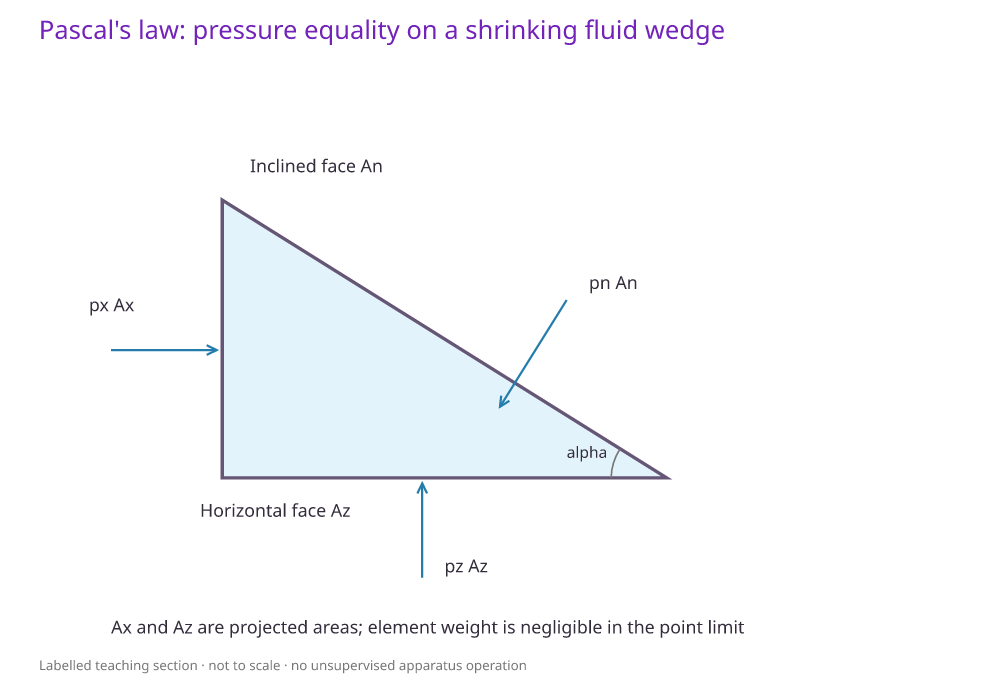 Pascal's law: pressure equality on a shrinking fluid wedge
Inclined face An
pn An
px Ax
alpha
Horizontal face Az
pz Az
Ax and Az are projected areas; element weight is negligible in the point limit
Labelled teaching section · not to scale · no unsupervised apparatus operation